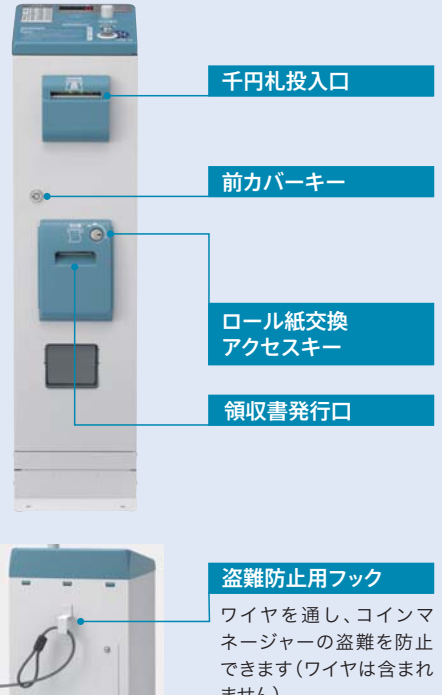 千円札投入口
前カバーキー
ロール紙交換
アクセスキー
領収書発行口
盗難防止用フック
ワイヤを通し、コインマ
ネージャーの盗難を防止
できます(ワイヤは含まれ
ません)